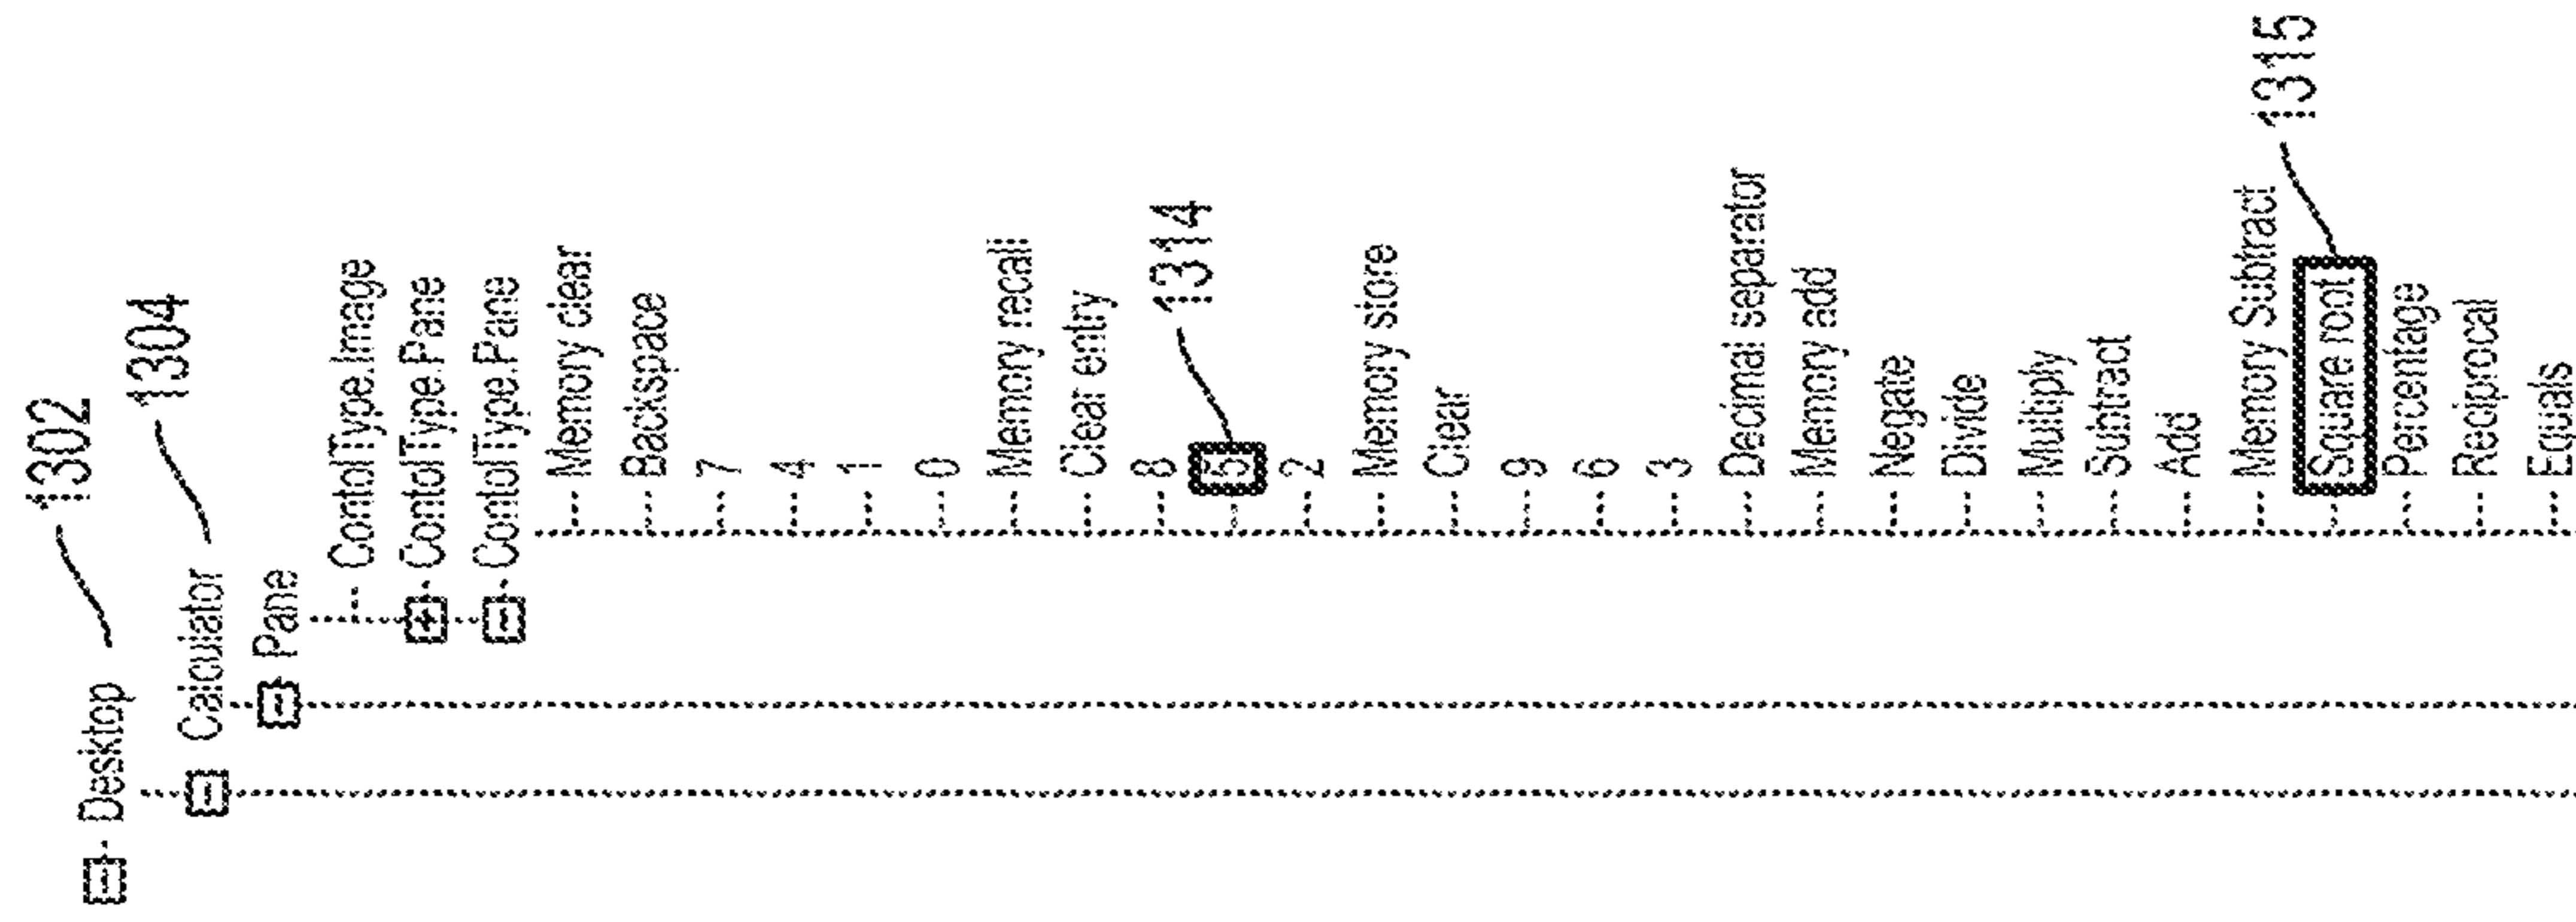 Desktop 1302
Calculator 1304
Pane
ContolType.Image
ContolType.Pane
ContolType.Pane
Memory clear
Backspace
7
4
1
0
Memory recall
Clear entry
8
5 1314
2
Memory store
Clear
9
6
3
Decimal separator
Memory add
Negate
Divide
Multiply
Subtract
Add
Memory Subtract
Square root 1315
Percentage
Reciprocal
Equals